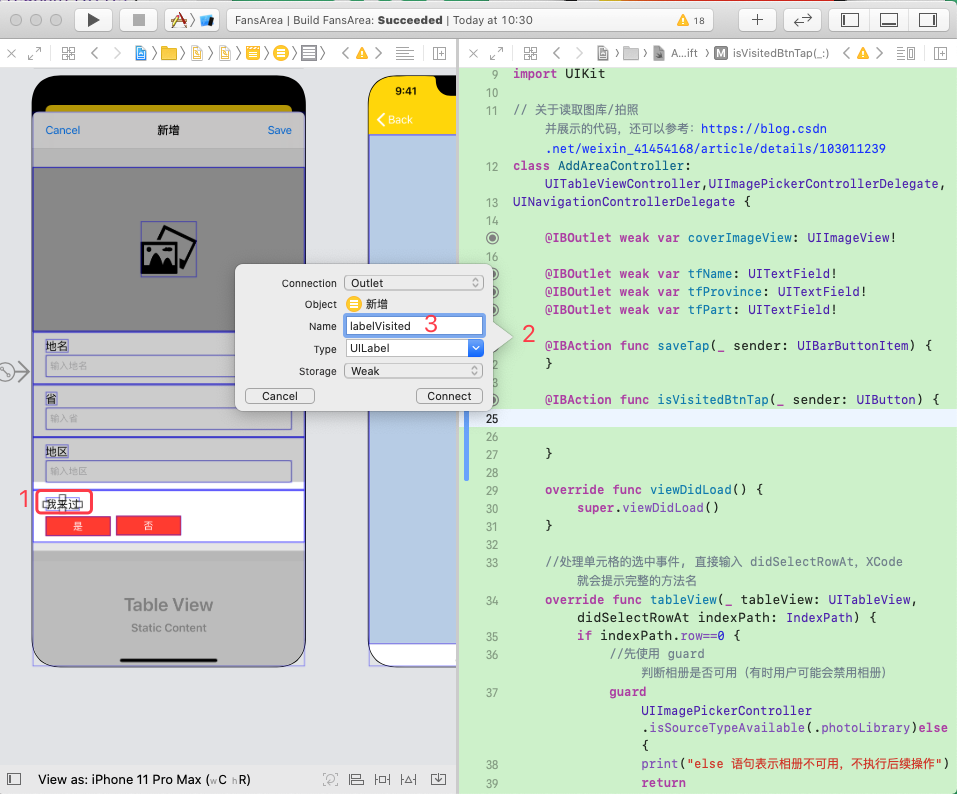 FansArea | Build FansArea: Succeeded | Today at 10:30
18
A...ift
M
isVisitedBtnTap(_:)
Cancel
新增
Save
9:41
Back
地名
输入地名
省
输入省
地区
输入地区
1
我来过
是
否
Table View
Static Content
Connection
Outlet
Object
新增
Name
labelVisited
3
Type
UILabel
Storage
Weak
Cancel
Connect
2
9 import UIKit
10
11 // 关于读取图库/拍照
并展示的代码，还可以参考：https://blog.csdn
.net/weixin_41454168/article/details/103011239
12 class AddAreaController:
UITableViewController,UIImagePickerControllerDelegate,
13 UINavigationControllerDelegate {
14
@IBOutlet weak var coverImageView: UIImageView!
16
@IBOutlet weak var tfName: UITextField!
@IBOutlet weak var tfProvince: UITextField!
@IBOutlet weak var tfPart: UITextField!
@IBAction func saveTap(_ sender: UIBarButtonItem) {
2 }
3
@IBAction func isVisitedBtnTap(_ sender: UIButton) {
25
26
27 }
28
29 override func viewDidLoad() {
30 super.viewDidLoad()
31 }
32
33 //处理单元格的选中事件, 直接输入 didSelectRowAt，XCode
就会提示完整的方法名
34 override func tableView(_ tableView: UITableView,
didSelectRowAt indexPath: IndexPath) {
35 if indexPath.row==0 {
36 //先使用 guard
判断相册是否可用（有时用户可能会禁用相册）
37 guard
UIImagePickerController
.isSourceTypeAvailable(.photoLibrary)else
{
38 print("else 语句表示相册不可用，不执行后续操作")
39 return
View as: iPhone 11 Pro Max (wC hR)